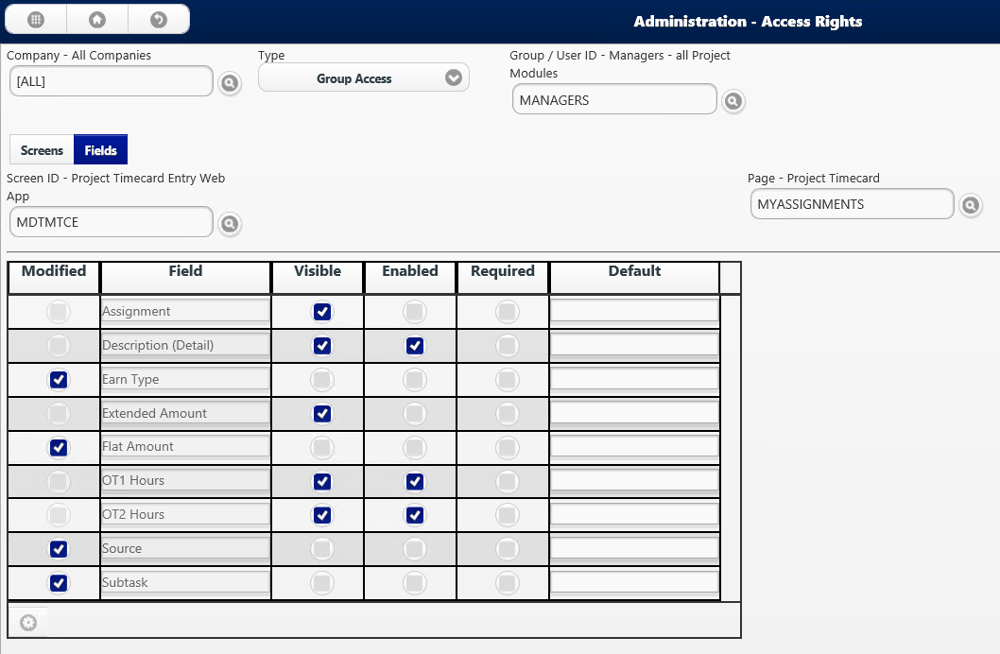 Administration - Access Rights
Company - All Companies
[ALL]
Type
Group Access
Group / User ID - Managers - all Project
Modules
MANAGERS
Screens
Fields
Screen ID - Project Timecard Entry Web
App
MDTMTCE
Page - Project Timecard
MYASSIGNMENTS
Modified Field Visible Enabled Required Default
Assignment
Description (Detail)
Earn Type
Extended Amount
Flat Amount
OT1 Hours
OT2 Hours
Source
Subtask